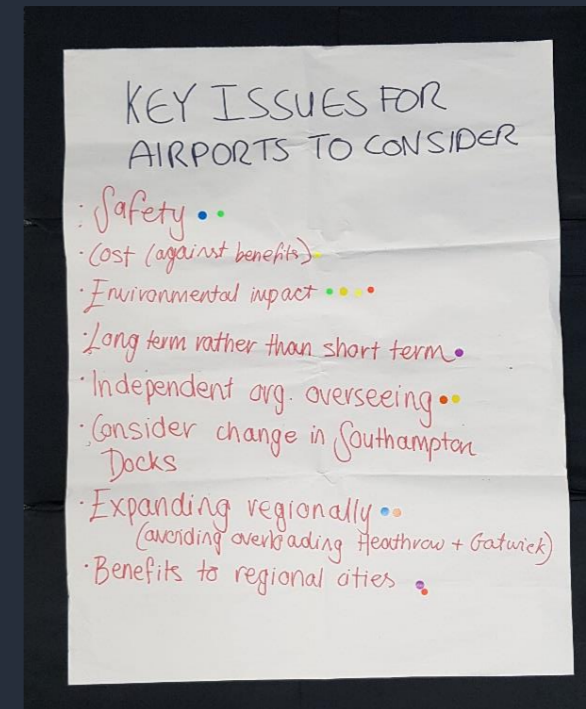 KEY ISSUES FOR
AIRPORTS TO CONSIDER
: Safety
· Cost (against benefits)
· Environmental impact
· Long term rather than short term
· Independent org. overseeing
· Consider change in Southampton
Docks
· Expanding regionally
(avoiding overloading Heathrow + Gatwick)
· Benefits to regional cities